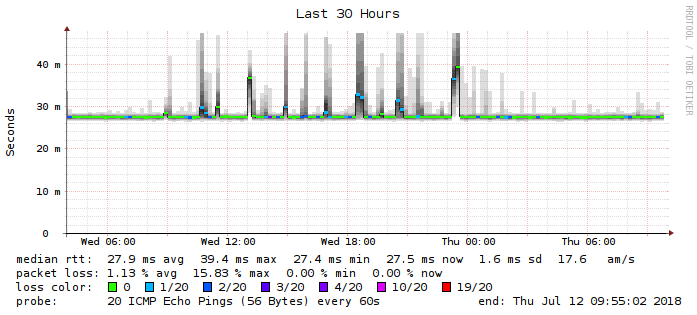 Last 30 Hours
RRDTOOL / TOBI OETIKER
Seconds
40 m
30 m
20 m
10 m
0
Wed 06:00 Wed 12:00 Wed 18:00 Thu 00:00 Thu 06:00
median rtt: 27.9 ms avg 39.4 ms max 27.4 ms min 27.5 ms now 1.6 ms sd 17.6 am/s
packet loss: 1.13 % avg 15.83 % max 0.00 % min 0.00 % now
loss color: 0 1/20 2/20 3/20 4/20 10/20 19/20
probe: 20 ICMP Echo Pings (56 Bytes) every 60s end: Thu Jul 12 09:55:02 2018